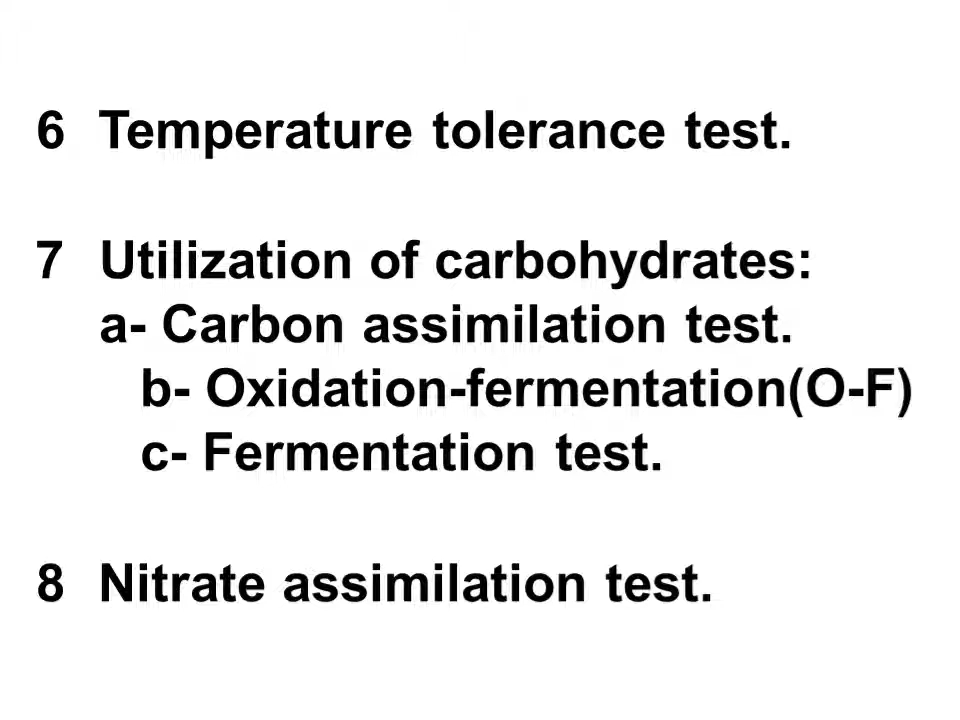 6 Temperature tolerance test.
7 Utilization of carbohydrates:
a- Carbon assimilation test.
b- Oxidation-fermentation(O-F)
c- Fermentation test.
8 Nitrate assimilation test.